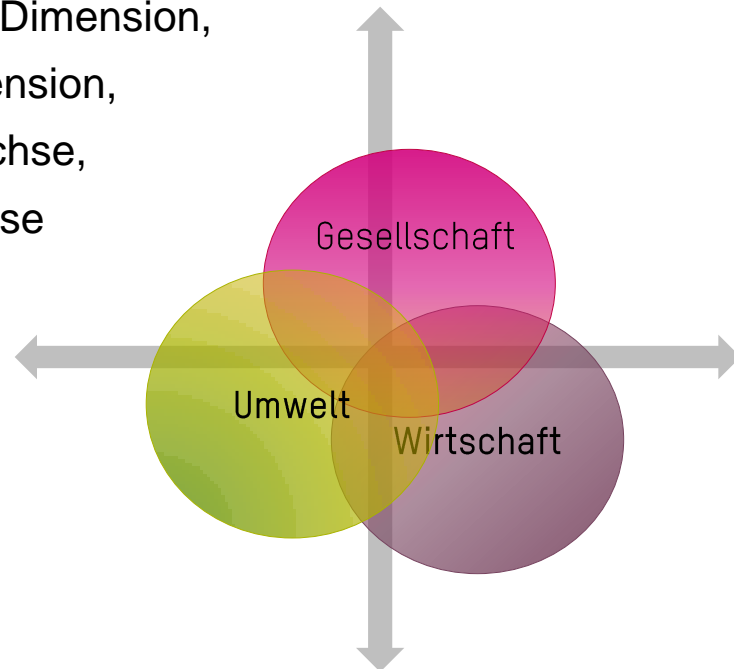 Dimension,
ension,
chse,
se
Gesellschaft
Umwelt
Wirtschaft